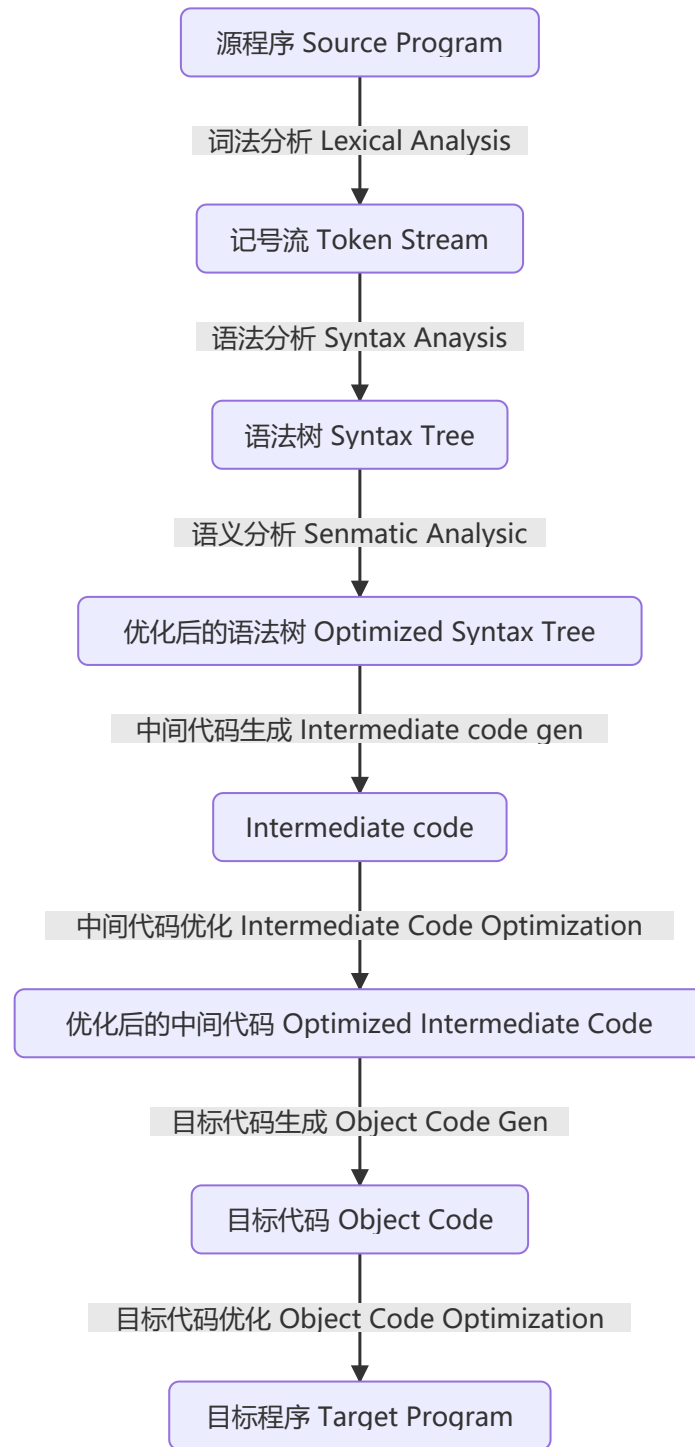 源程序 Source Program
词法分析 Lexical Analysis
记号流 Token Stream
语法分析 Syntax Anaysis
语法树 Syntax Tree
语义分析 Senmatic Analysic
优化后的语法树 Optimized Syntax Tree
中间代码生成 Intermediate code gen
Intermediate code
中间代码优化 Intermediate Code Optimization
优化后的中间代码 Optimized Intermediate Code
目标代码生成 Object Code Gen
目标代码 Object Code
目标代码优化 Object Code Optimization
目标程序 Target Program